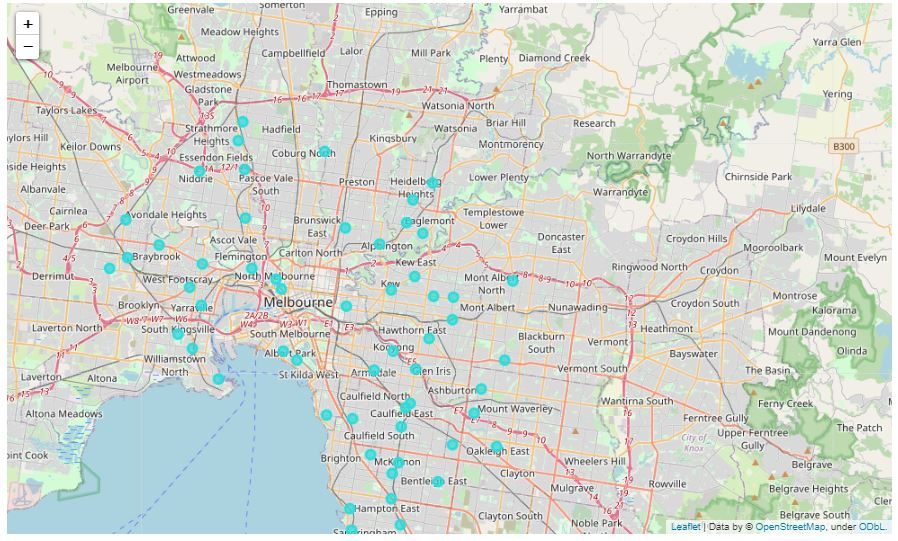 +
−
Greenvale
Somerton
Epping
Yarrambat
Meadow Heights
Yarra Glen
Attwood
Campbellfield
Lalor
Mill Park
Plenty
Diamond Creek
Melbourne
Airport
Westmeadows
Gladstone
Park
Thomastown
Yering
Taylors Lakes
Watsonia North
Strathmore
Heights
Hadfield
Kingsbury
Watsonia
Briar Hill
Research
Keilor Downs
Essendon Fields
Coburg North
Montmorency
B300
North Warrandyte
Niddrie
Pascoe Vale
South
Preston
Heidelberg
Heights
Lower Plenty
Chirnside Park
Albanvale
Warrandyte
Cairnlea
Deer Park
Avondale Heights
Brunswick
East
Eaglemont
Templestowe
Lower
Lilydale
Ascot Vale
Flemington
Carlton North
Alphington
Doncaster
East
Croydon Hills
Mooroolbark
Braybrook
Kew East
Ringwood North
Croydon
Mount Evelyn
Derrimut
West Footscray
North Melbourne
Kew
Mont Albert
North
Melbourne
Brooklyn
Yarraville
Mont Albert
Nunawading
Croydon South
Montrose
Kalorama
Laverton North
South Kingsville
South Melbourne
Hawthorn East
Blackburn
South
Vermont
Heathmont
Mount Dandenong
Bayswater
Olinda
Williamstown
North
Albert Park
Kooyong
Vermont South
The Basin
Laverton
Altona
St Kilda West
Armadale
Glen Iris
Altona Meadows
Caulfield North
Ashburton
Wantirna South
Ferny Creek
Caulfield East
Mount Waverley
Ferntree Gully
The Patch
Caulfield South
City of
Knox
Upper Ferntree
Gully
Point Cook
Brighton
McKinnon
Oakleigh East
Wheelers Hill
Belgrave
Clayton
Rowville
Bentleigh East
Mulgrave
Belgrave Heights
Hampton East
Clayton South
Noble Park
Belgrave South
Sandringham
Leaflet | Data by © OpenStreetMap, under ODbL.